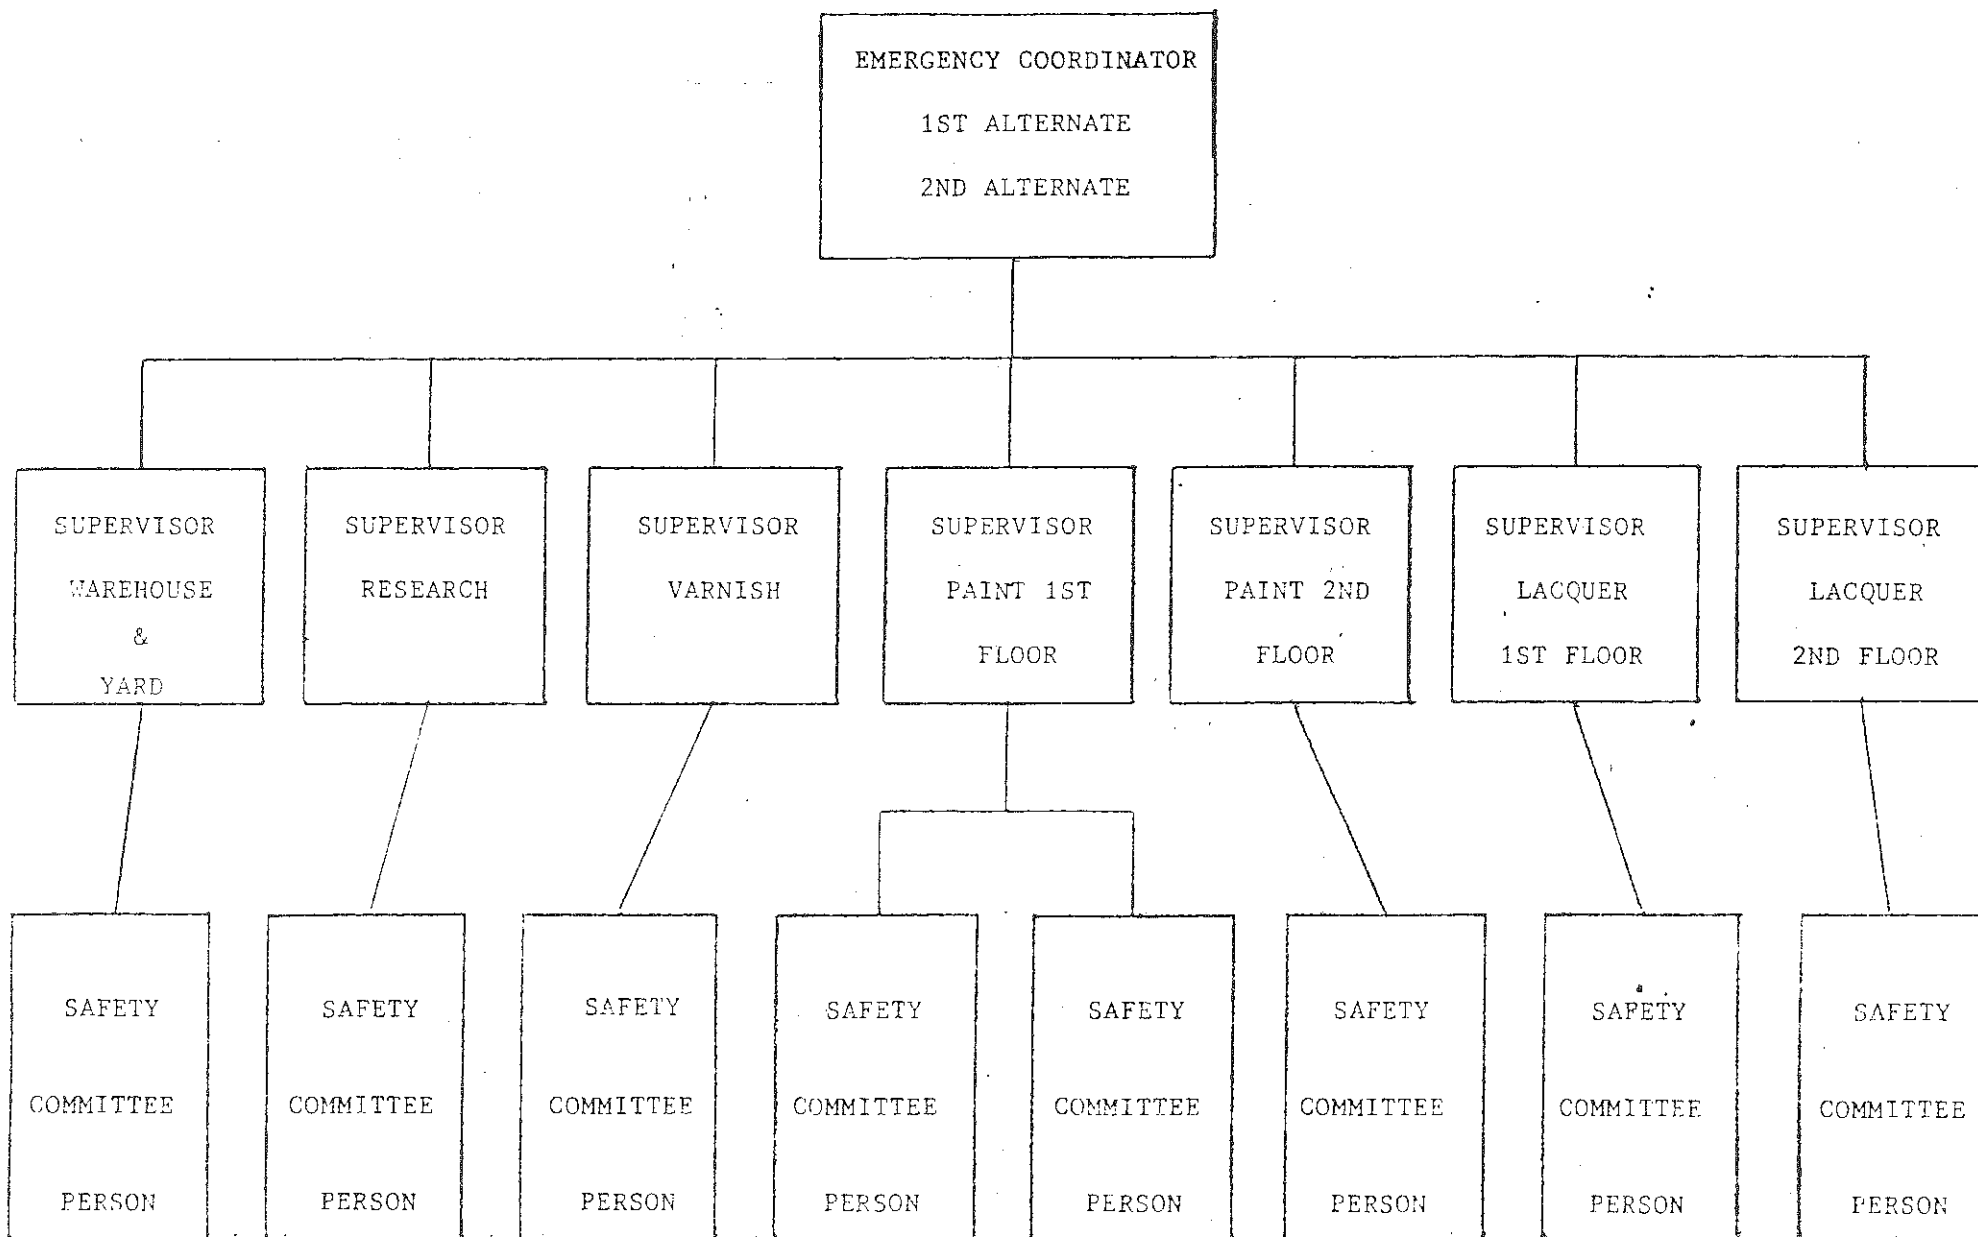 EMERGENCY COORDINATOR
1ST ALTERNATE
2ND ALTERNATE
SUPERVISOR
WAREHOUSE
&
YARD
SUPERVISOR
RESEARCH
SUPERVISOR
VARNISH
SUPERVISOR
PAINT 1ST
FLOOR
SUPERVISOR
PAINT 2ND
FLOOR
SUPERVISOR
LACQUER
1ST FLOOR
SUPERVISOR
LACQUER
2ND FLOOR
SAFETY
COMMITTEE
PERSON
SAFETY
COMMITTEE
PERSON
SAFETY
COMMITTEE
PERSON
SAFETY
COMMITTEE
PERSON
SAFETY
COMMITTEE
PERSON
SAFETY
COMMITTEE
PERSON
SAFETY
COMMITTEE
PERSON
SAFETY
COMMITTEE
PERSON